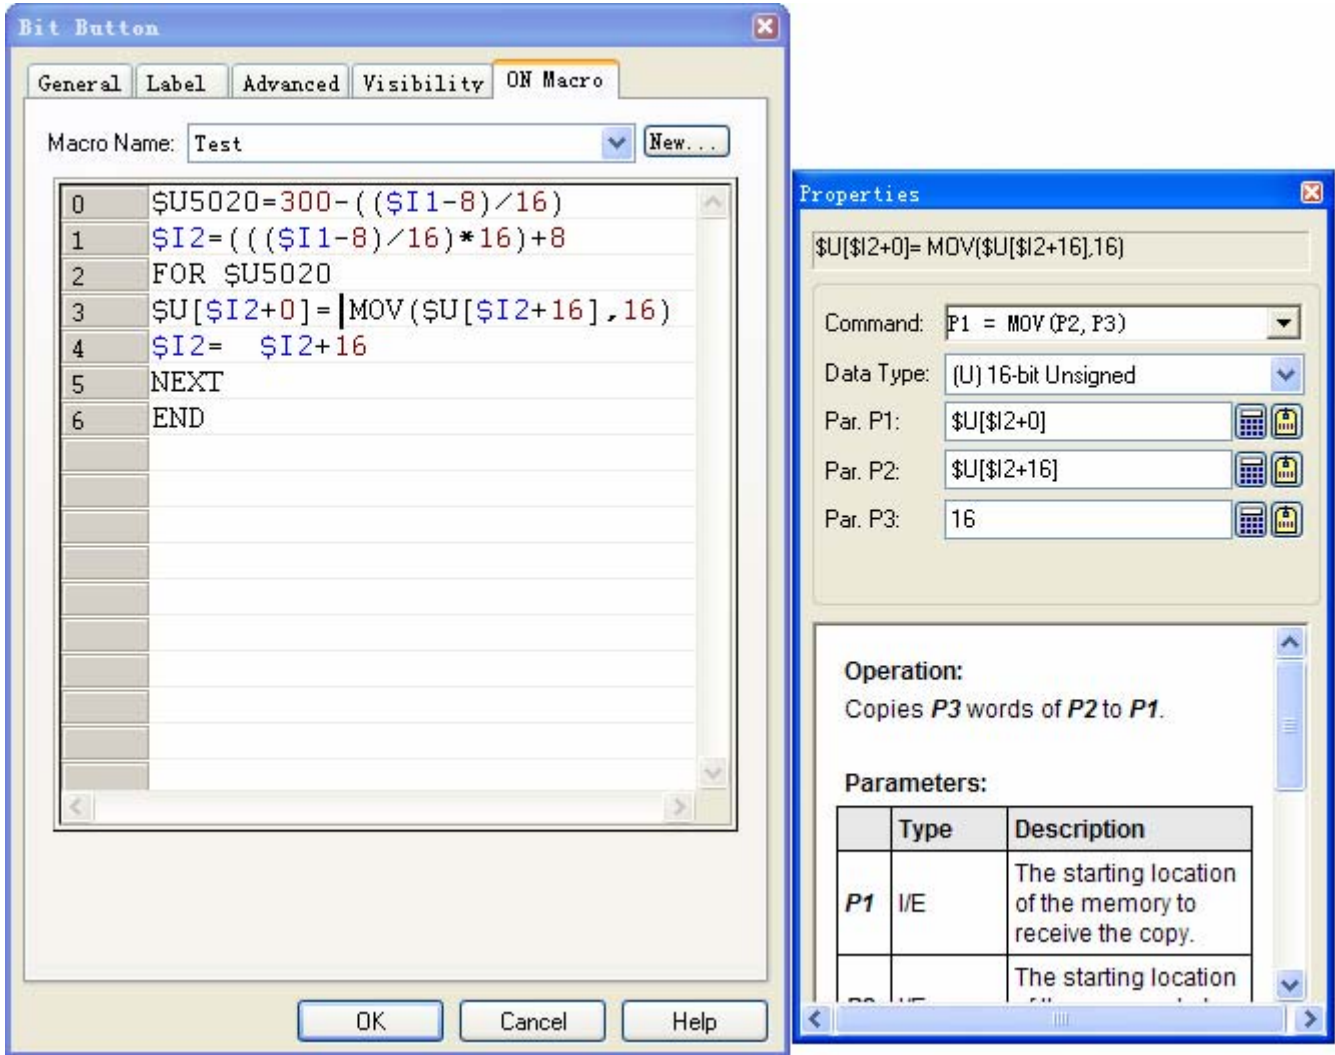 Bit Button
General Label Advanced Visibility ON Macro
Macro Name: Test New...
0 $U5020=300-(($I1-8)/16)
1 $I2=((($I1-8)/16)*16)+8
2 FOR $U5020
3 $U[$I2+0]= MOV($U[$I2+16],16)
4 $I2=  $I2+16
5 NEXT
6 END
OK Cancel Help
Properties
$U[$I2+0]= MOV($U[$I2+16],16)
Command: P1 = MOV(P2, P3)
Data Type: (U) 16-bit Unsigned
Par. P1: $U[$I2+0]
Par. P2: $U[$I2+16]
Par. P3: 16
Operation:
Copies P3 words of P2 to P1.
Parameters:
Type Description
P1 I/E The starting location
of the memory to
receive the copy.
The starting location